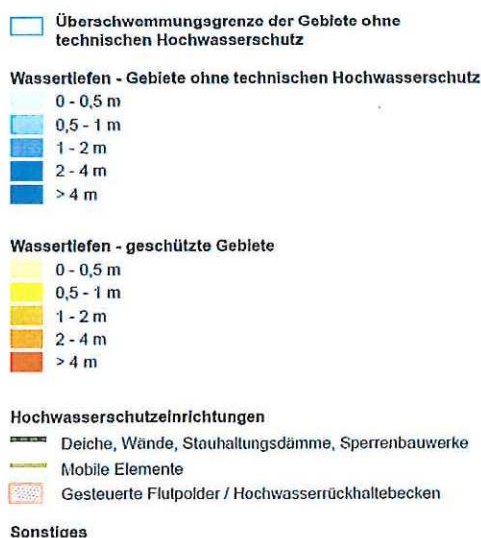 Überschwemmungsgrenze der Gebiete ohne
technischen Hochwasserschutz
Wassertiefen - Gebiete ohne technischen Hochwasserschutz
0 - 0,5 m
0,5 - 1 m
1 - 2 m
2 - 4 m
> 4 m
Wassertiefen - geschützte Gebiete
0 - 0,5 m
0,5 - 1 m
1 - 2 m
2 - 4 m
> 4 m
Hochwasserschutzeinrichtungen
Deiche, Wände, Stauhaltungsdämme, Sperrenbauwerke
Mobile Elemente
Gesteuerte Flutpolder / Hochwasserrückhaltebecken
Sonstiges